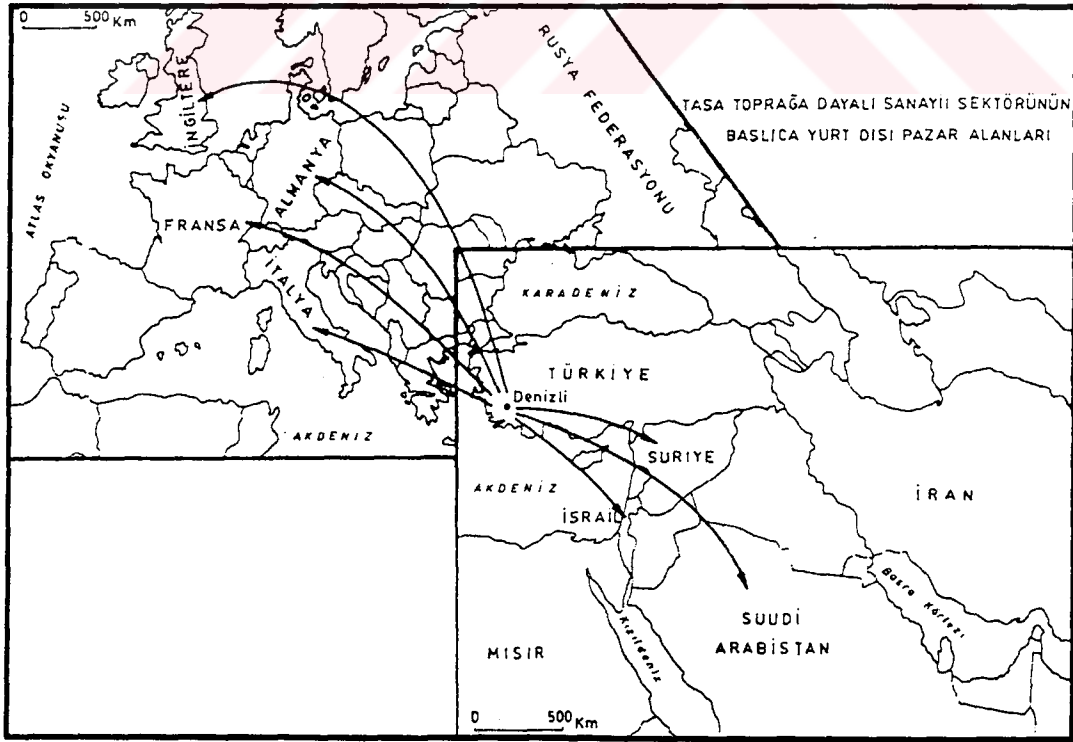 0 500 Km
TAŞA TOPRAĞA DAYALI SANAYİİ SEKTÖRÜNÜN
BAŞLICA YURT DIŞI PAZAR ALANLARI
RUSYA FEDERASYONU
İNGİLTERE
ATLAS OKYANUSU
ALMANYA
FRANSA
İTALYA
KARADENİZ
TÜRKİYE
Denizli
AKDENİZ
SURİYE
AKDENİZ
İRAN
İSRAİL
Basra Körfezi
SUUDİ
ARABİSTAN
MISIR
Kızıldeniz
0 500 Km